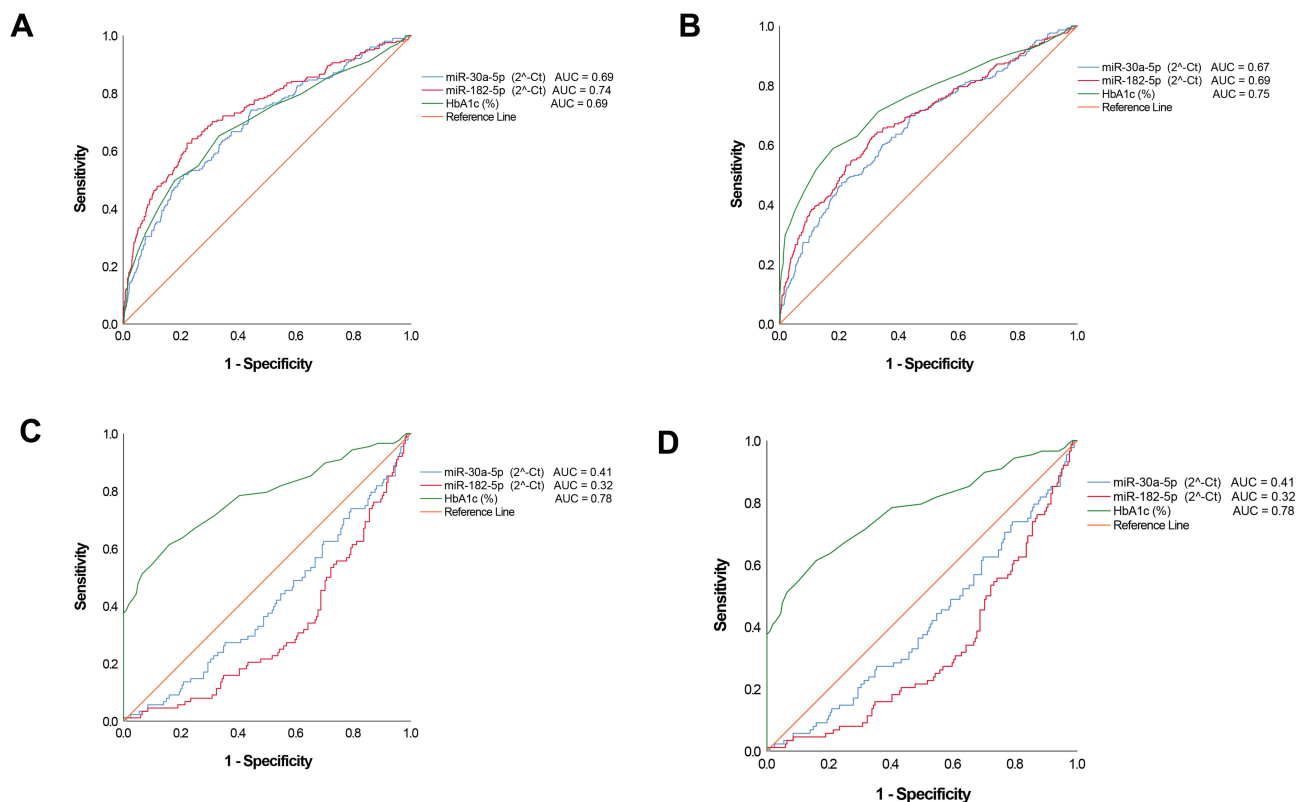 A
1.0
0.8
0.6
0.4
0.2
0.0
Sensitivity
0.0 0.2 0.4 0.6 0.8 1.0
1 - Specificity
miR-30a-5p (2^-Ct) AUC = 0.69
miR-182-5p (2^-Ct) AUC = 0.74
HbA1c (%) AUC = 0.69
Reference Line
B
1.0
0.8
0.6
0.4
0.2
0.0
Sensitivity
0.0 0.2 0.4 0.6 0.8 1.0
1 - Specificity
miR-30a-5p (2^-Ct) AUC = 0.67
miR-182-5p (2^-Ct) AUC = 0.69
HbA1c (%) AUC = 0.75
Reference Line
C
1.0
0.8
0.6
0.4
0.2
0.0
Sensitivity
0.0 0.2 0.4 0.6 0.8 1.0
1 - Specificity
miR-30a-5p (2^-Ct) AUC = 0.41
miR-182-5p (2^-Ct) AUC = 0.32
HbA1c (%) AUC = 0.78
Reference Line
D
1.0
0.8
0.6
0.4
0.2
0.0
Sensitivity
0.0 0.2 0.4 0.6 0.8 1.0
1 - Specificity
miR-30a-5p (2^-Ct) AUC = 0.41
miR-182-5p (2^-Ct) AUC = 0.32
HbA1c (%) AUC = 0.78
Reference Line